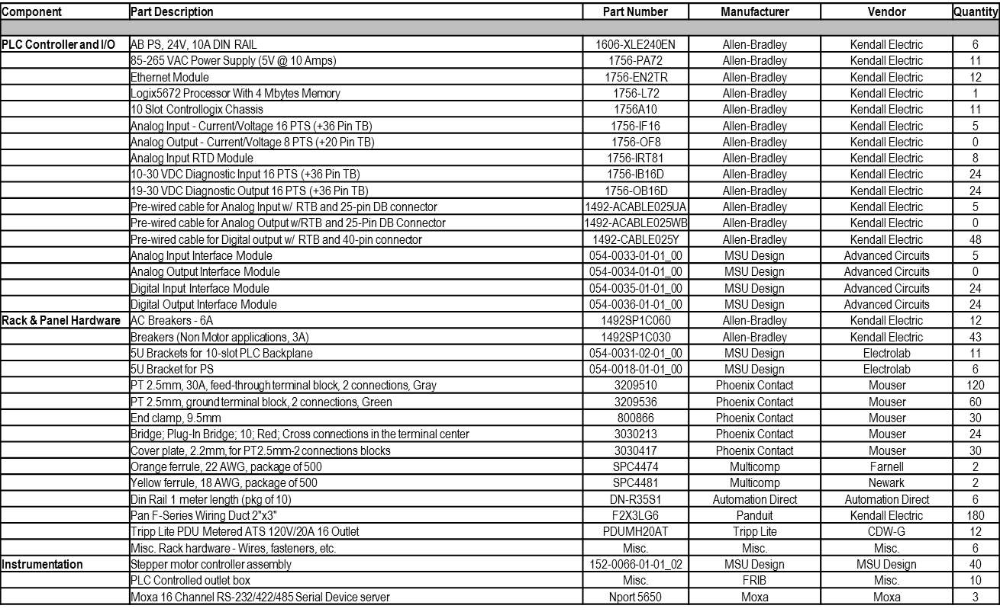 Component Part Description Part Number Manufacturer Vendor Quantity
PLC Controller and I/O AB PS, 24V, 10A DIN RAIL 1606-XLE240EN Allen-Bradley Kendall Electric 6
85-265 VAC Power Supply (5V @ 10 Amps) 1756-PA72 Allen-Bradley Kendall Electric 11
Ethernet Module 1756-EN2TR Allen-Bradley Kendall Electric 12
Logix5672 Processor With 4 Mbytes Memory 1756-L72 Allen-Bradley Kendall Electric 1
10 Slot Controllogix Chassis 1756A10 Allen-Bradley Kendall Electric 11
Analog Input - Current/Voltage 16 PTS (+36 Pin TB) 1756-IF16 Allen-Bradley Kendall Electric 5
Analog Output - Current/Voltage 8 PTS (+20 Pin TB) 1756-OF8 Allen-Bradley Kendall Electric 0
Analog Input RTD Module 1756-IRT81 Allen-Bradley Kendall Electric 8
10-30 VDC Diagnostic Input 16 PTS (+36 Pin TB) 1756-IB16D Allen-Bradley Kendall Electric 24
19-30 VDC Diagnostic Output 16 PTS (+36 Pin TB) 1756-OB16D Allen-Bradley Kendall Electric 24
Pre-wired cable for Analog Input w/ RTB and 25-pin DB connector 1492-ACABLE025UA Allen-Bradley Kendall Electric 5
Pre-wired cable for Analog Output w/RTB and 25-Pin DB Connector 1492-ACABLE025WB Allen-Bradley Kendall Electric 0
Pre-wired cable for Digital output w/ RTB and 40-pin connector 1492-CABLE025Y Allen-Bradley Kendall Electric 48
Analog Input Interface Module 054-0033-01-01_00 MSU Design Advanced Circuits 5
Analog Output Interface Module 054-0034-01-01_00 MSU Design Advanced Circuits 0
Digital Input Interface Module 054-0035-01-01_00 MSU Design Advanced Circuits 24
Digital Output Interface Module 054-0036-01-01_00 MSU Design Advanced Circuits 24
Rack & Panel Hardware AC Breakers - 6A 1492SP1C060 Allen-Bradley Kendall Electric 12
Breakers (Non Motor applications, 3A) 1492SP1C030 Allen-Bradley Kendall Electric 43
5U Brackets for 10-slot PLC Backplane 054-0031-02-01_00 MSU Design Electrolab 11
5U Bracket for PS 054-0018-01-01_00 MSU Design Electrolab 6
PT 2.5mm, 30A, feed-through terminal block, 2 connections, Gray 3209510 Phoenix Contact Mouser 120
PT 2.5mm, ground terminal block, 2 connections, Green 3209536 Phoenix Contact Mouser 60
End clamp, 9.5mm 800866 Phoenix Contact Mouser 30
Bridge; Plug-In Bridge; 10; Red; Cross connections in the terminal center 3030213 Phoenix Contact Mouser 24
Cover plate, 2.2mm, for PT2.5mm-2 connections blocks 3030417 Phoenix Contact Mouser 30
Orange ferrule, 22 AWG, package of 500 SPC4474 Multicomp Farnell 2
Yellow ferrule, 18 AWG, package of 500 SPC4481 Multicomp Newark 2
Din Rail 1 meter length (pkg of 10) DN-R35S1 Automation Direct Automation Direct 6
Pan F-Series Wiring Duct 2"x3" F2X3LG6 Panduit Kendall Electric 180
Tripp Lite PDU Metered ATS 120V/20A 16 Outlet PDUMH20AT Tripp Lite CDW-G 12
Misc. Rack hardware - Wires, fasteners, etc. Misc. Misc. Misc. 6
Instrumentation Stepper motor controller assembly 152-0066-01-01_02 MSU Design MSU Design 40
PLC Controlled outlet box Misc. FRIB Misc. 10
Moxa 16 Channel RS-232/422/485 Serial Device server Nport 5650 Moxa Moxa 3